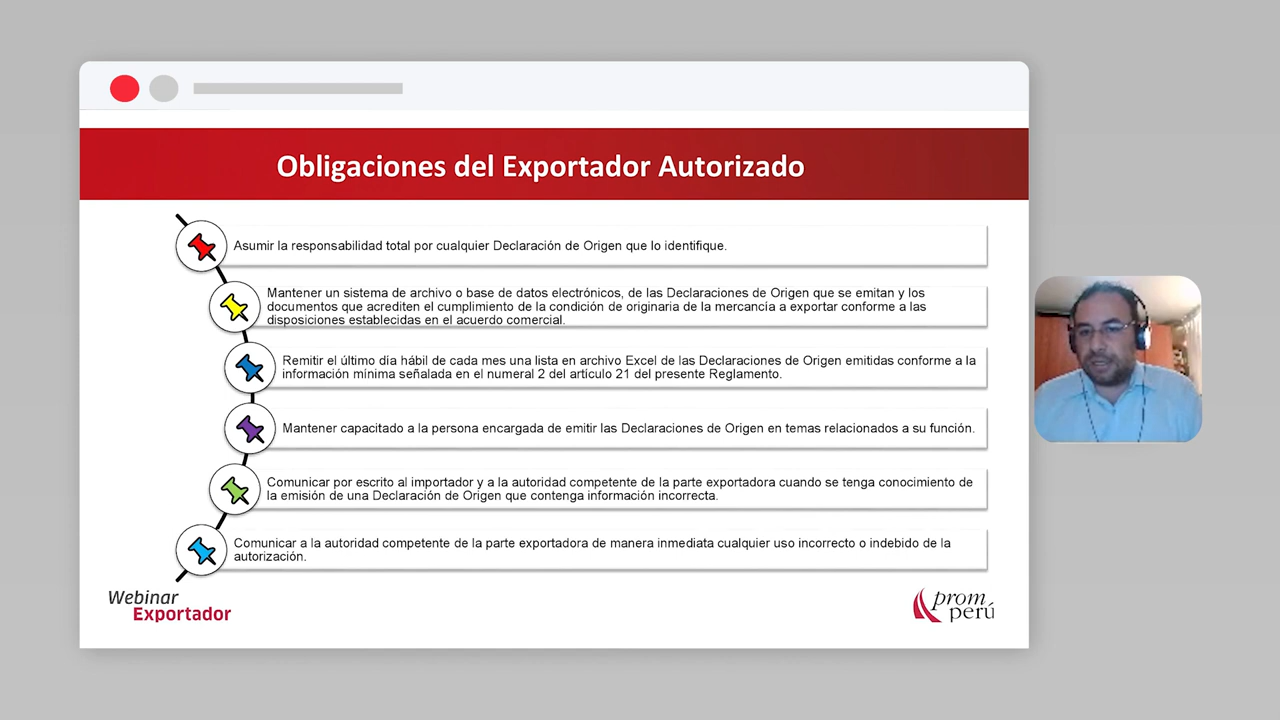 Obligaciones del Exportador Autorizado
Asumir la responsabilidad total por cualquier Declaración de Origen que lo identifique.
Mantener un sistema de archivo o base de datos electrónicos, de las Declaraciones de Origen que se emitan y los
documentos que acrediten el cumplimiento de la condición de originaria de la mercancía a exportar conforme a las
disposiciones establecidas en el acuerdo comercial.
Remitir el último día hábil de cada mes una lista en archivo Excel de las Declaraciones de Origen emitidas conforme a la
información mínima señalada en el numeral 2 del artículo 21 del presente Reglamento.
Mantener capacitado a la persona encargada de emitir las Declaraciones de Origen en temas relacionados a su función.
Comunicar por escrito al importador y a la autoridad competente de la parte exportadora cuando se tenga conocimiento de
la emisión de una Declaración de Origen que contenga información incorrecta.
Comunicar a la autoridad competente de la parte exportadora de manera inmediata cualquier uso incorrecto o indebido de la
autorización.
Webinar
Exportador
prom
perú